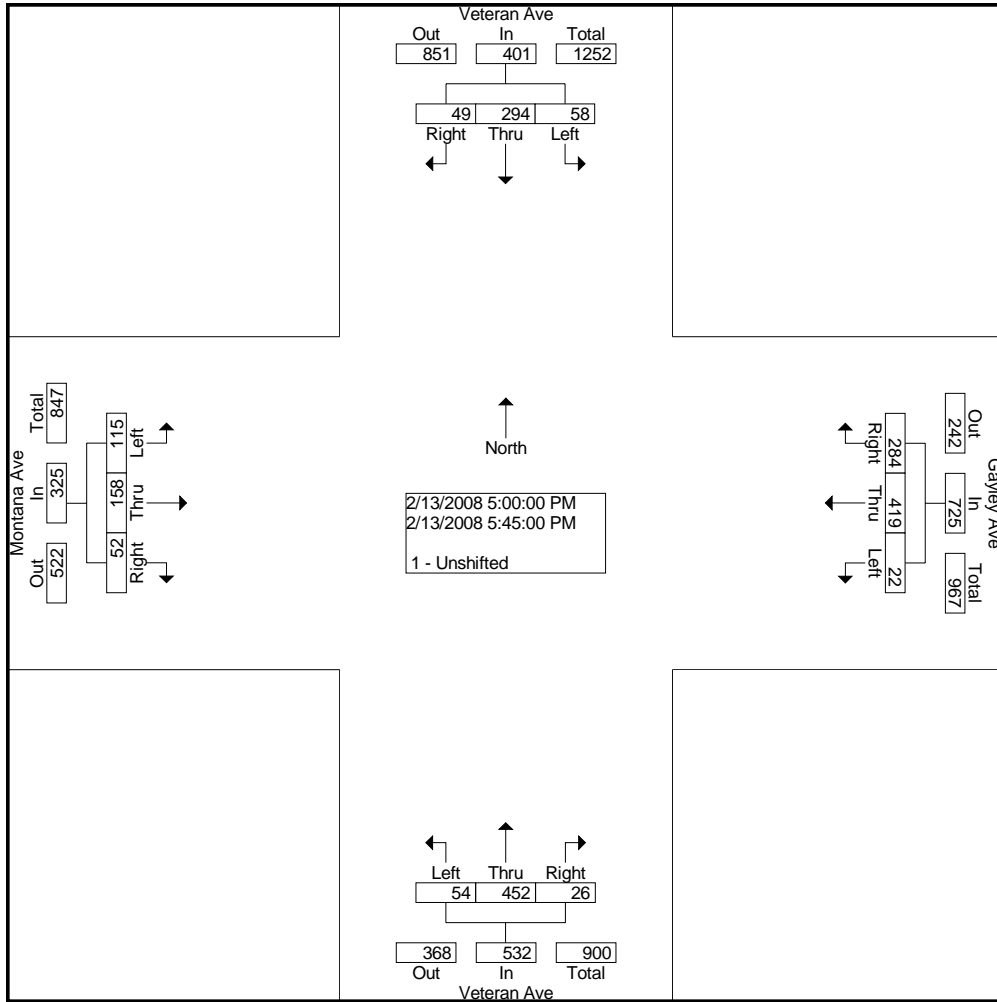 Veteran Ave
Out In Total
851 401 1252
49 294 58
Right Thru Left
Montana Ave
Total In Out
847 325 522
115 158 52
Left Thru Right
North
2/13/2008 5:00:00 PM
2/13/2008 5:45:00 PM
1 - Unshifted
Right Thru Left
284 419 22
242 725 967
Out In Total
Gayley Ave
Left Thru Right
54 452 26
368 532 900
Out In Total
Veteran Ave